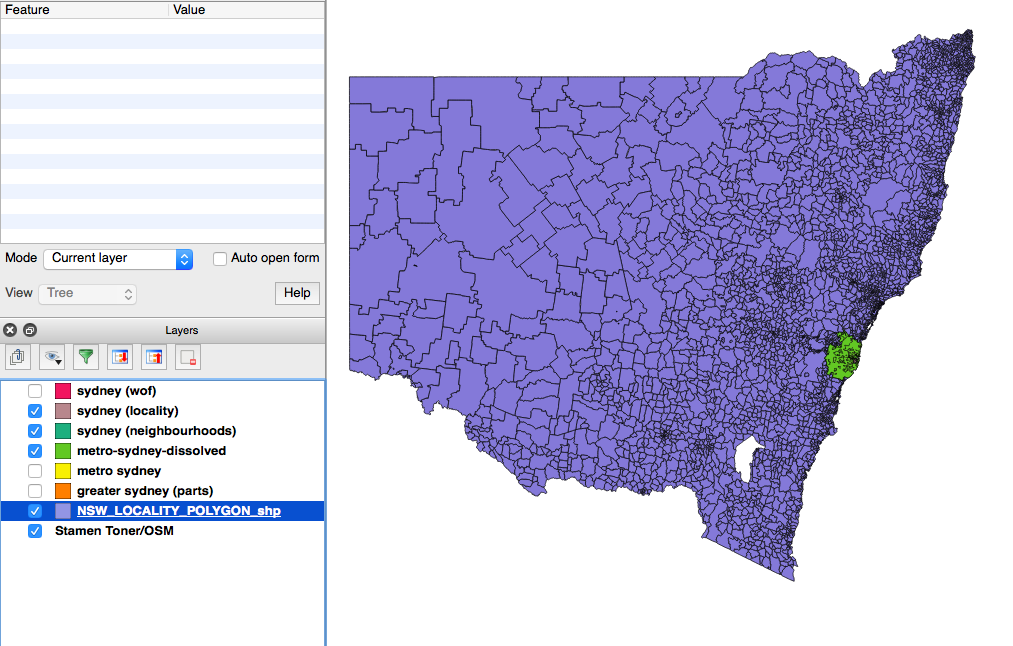 Feature Value
Mode Current layer Auto open form
View Tree Help
Layers
sydney (wof)
sydney (locality)
sydney (neighbourhoods)
metro-sydney-dissolved
metro sydney
greater sydney (parts)
NSW_LOCALITY_POLYGON_shp
Stamen Toner/OSM